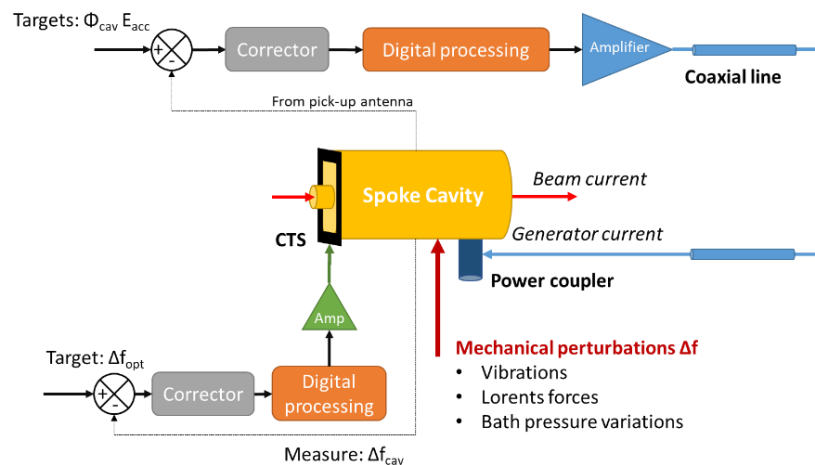 Targets: Φcav Eacc
+
-
Corrector
Digital processing
Amplifier
Coaxial line
From pick-up antenna
Spoke Cavity
Beam current
CTS
Generator current
Power coupler
Amp
Mechanical perturbations Δf
• Vibrations
• Lorents forces
• Bath pressure variations
Target: Δfopt
+
-
Corrector
Digital
processing
Measure: Δfcav